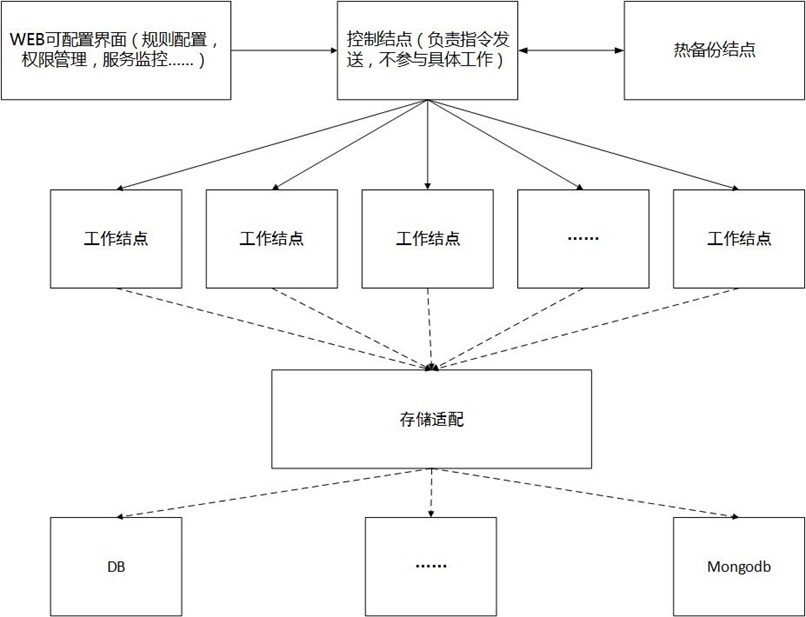 WEB可配置界面（规则配置，
权限管理，服务监控......）
控制结点（负责指令发
送，不参与具体工作）
热备份结点
工作结点
工作结点
工作结点
······
工作结点
存储适配
DB
······
Mongodb